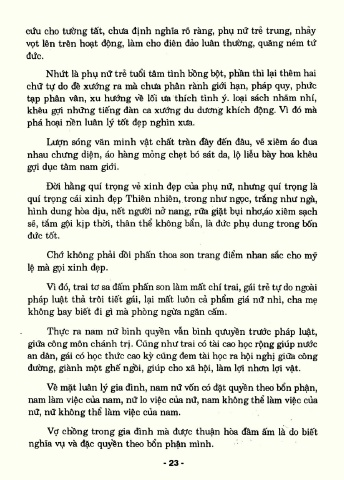 cứu cho tường tất, chưa định nghĩa rõ ràng, phụ nữ trẻ trung, nhảy
vọt lên trên hoạt động, làm cho điên đảo luân thường, quăng ném tứ
đức.
Nhứt là phụ nữ trẻ tuổi tâm tình bồng bột, phần thì lại thêm hai
chữ tự do đề xướng ra mà chưa phân rành giới hạn, pháp quy, phức
tạp phân vân, xu hướng về lối ưa thích tình ý. loại sách nhảm nhí,
khêu gợi những tiếng đàn ca xướng du dương khích động. Vì đó mà
phá hoại nền luân lý tốt đẹp nghìn xưa.
Lượn sóng văn minh vật chất tràn đầy đến đâu, vẽ xiêm áo đua
nhau chưng diện, áo hàng mỏng chẹt bó sát da, lộ liễu bày hoa khêu
gợi dục tâm nam giới.
Đời hằng quí trọng vẻ xinh đẹp của phụ nữ, nhưng quí trọng là
quí trọng cái xinh đẹp Thiên nhiên, trong như ngọc, trắng như ngà,
hình dung hòa dịu, nết người nở nang, rửa giặt bụi nhơ,áo xiêm sạch
sẽ, tắm gội kịp thời, thân thể không bẩn, là đức phụ dung trong bốn
đức tốt.
Chớ không phải dồi phấn thoa son trang điểm nhan sắc cho mỹ
lệ mà gọi xinh đẹp.
Vì đó, trai tơ sa đắm phấn son làm mất chí trai, gái trẻ tự do ngoài
pháp luật thả trôi tiết gái, lại mất luôn cả phẩm giá nữ nhi, cha mẹ
không hay biết đi gì mà phòng ngừa ngăn cấm.
Thực ra nam nữ bình quyền vẫn bình qưuyền trước pháp luật,
giữa công môn chánh trị. Cũng như trai có tài cao học rộng giúp nước
an dân, gái có học thức cao kỳ cũng đem tài học ra hội nghị giữa công
đường, giành một ghế ngồi, giúp cho xã hội, làm lợi nhơn lợi vật.
Về mặt luân lý gia đình, nam nữ vốn có đặt quyền theo bổn phận,
nam làm việc của nam, nữ lo việc của nữ, nam không thể làm việc của
nữ, nữ không thể làm việc của nam.
Vợ chồng trong gia đình mà được thuận hòa đầm ấm là do biết
nghĩa vụ và đặc quyền theo bổn phận mình.
- 23 -